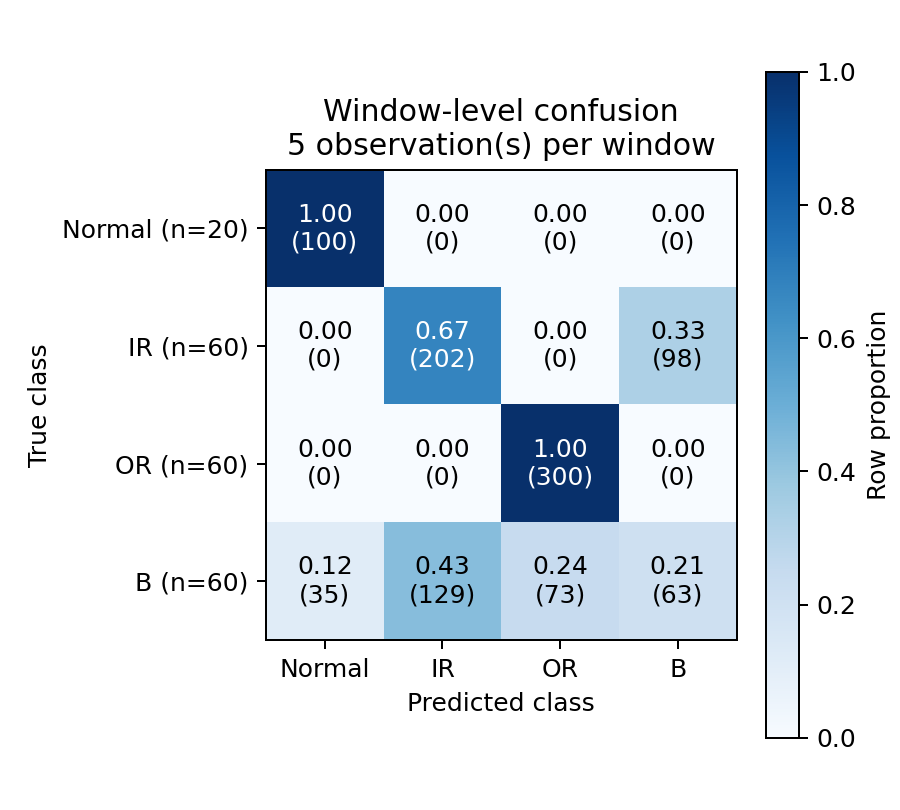 Window-level confusion
5 observation(s) per window
Normal (n=20)
1.00
(100)
0.00
(0)
0.00
(0)
0.00
(0)
IR (n=60)
0.00
(0)
0.67
(202)
0.00
(0)
0.33
(98)
OR (n=60)
0.00
(0)
0.00
(0)
1.00
(300)
0.00
(0)
B (n=60)
0.12
(35)
0.43
(129)
0.24
(73)
0.21
(63)
Normal
IR
OR
B
Predicted class
True class
1.0
0.8
0.6
0.4
0.2
0.0
Row proportion